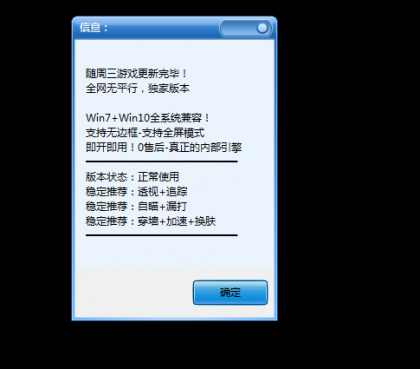 信息：
随周三游戏更新完毕！
全网无平行，独家版本
Win7+Win10全系统兼容！
支持无边框-支持全屏模式
即开即用！0售后-真正的内部引擎
版本状态：正常使用
稳定推荐：透视+追踪
稳定推荐：自瞄+漏打
稳定推荐：穿墙+加速+换肤
确定